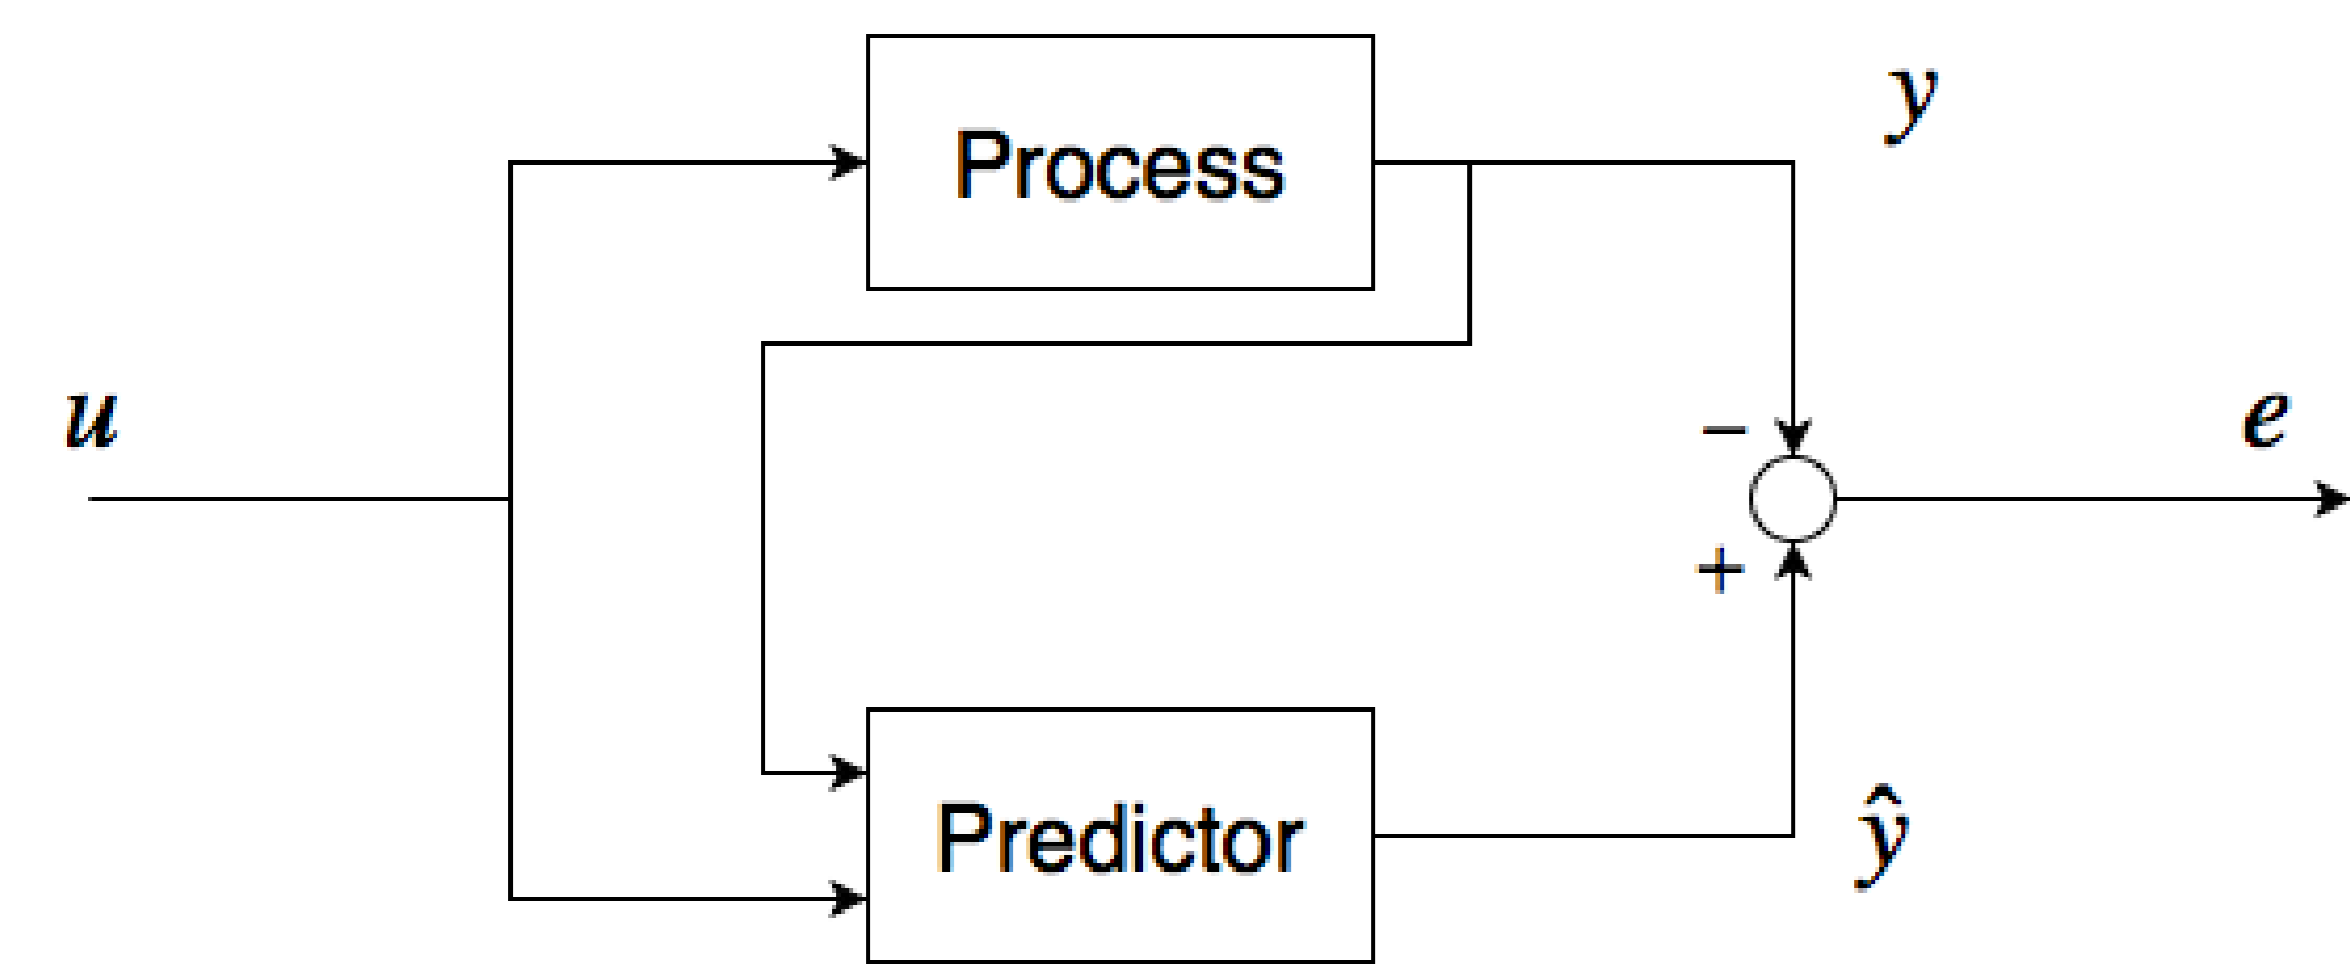 y
Process
u
e
−
+
Predictor
ŷ